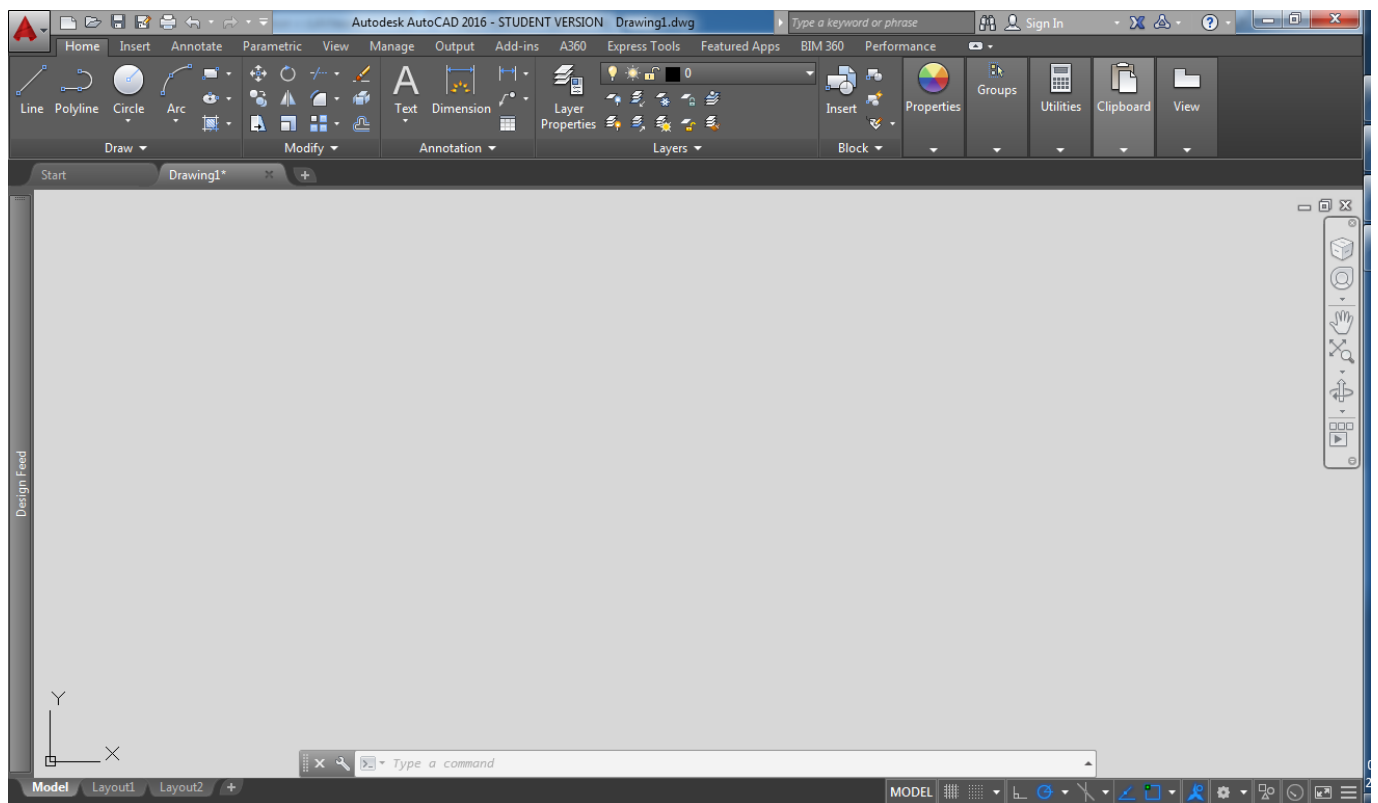 Autodesk AutoCAD 2016 - STUDENT VERSION Drawing1.dwg Type a keyword or phrase Sign In
Home Insert Annotate Parametric View Manage Output Add-ins A360 Express Tools Featured Apps BIM 360 Performance
0
Line Polyline Circle Arc Text Dimension Layer Properties Insert Properties Groups Utilities Clipboard View
Draw Modify Annotation Layers Block
Start Drawing1*
Design Feed
Y
X
Type a command
Model Layout1 Layout2 MODEL